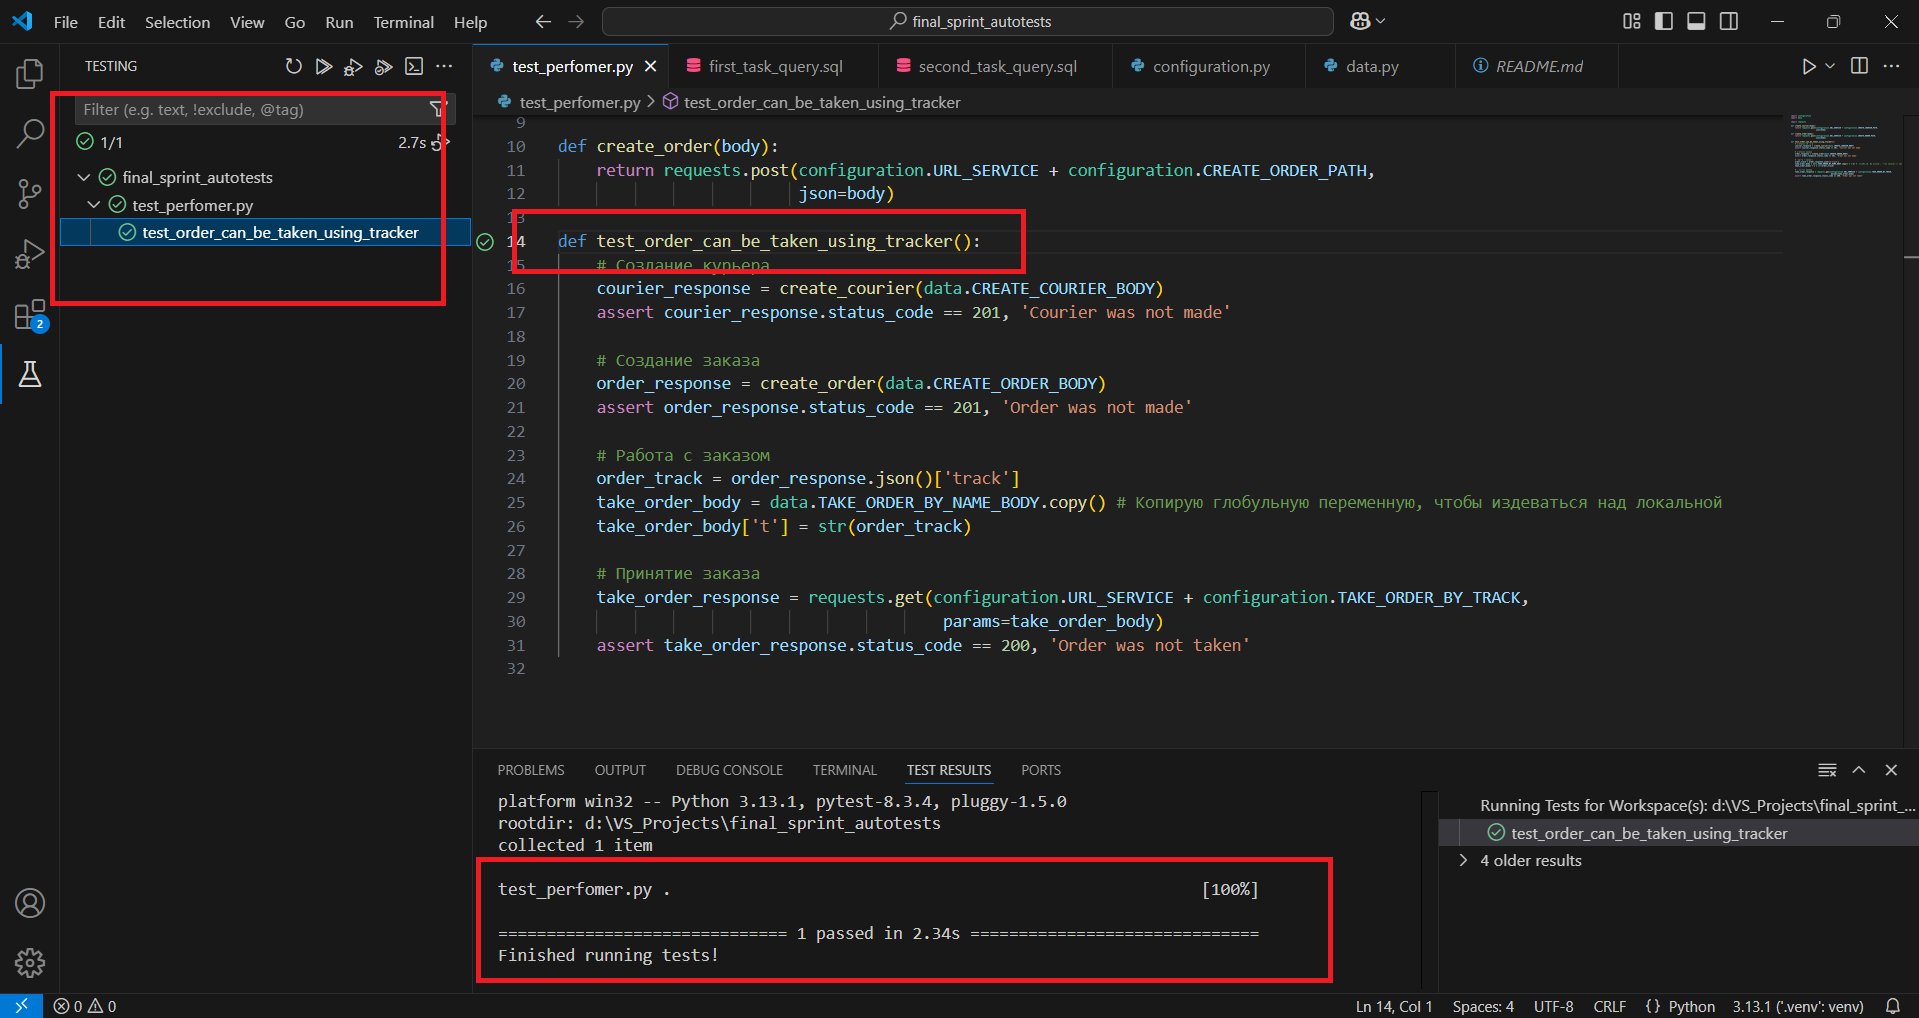 File Edit Selection View Go Run Terminal Help
final_sprint_autotests
TESTING
Filter (e.g. text, !exclude, @tag)
1/1
2.7s
final_sprint_autotests
test_perfomer.py
test_order_can_be_taken_using_tracker
2
test_perfomer.py
first_task_query.sql
second_task_query.sql
configuration.py
data.py
README.md
test_perfomer.py > test_order_can_be_taken_using_tracker
9
10 def create_order(body):
11 return requests.post(configuration.URL_SERVICE + configuration.CREATE_ORDER_PATH,
12 json=body)
13
14 def test_order_can_be_taken_using_tracker():
15 # Создание курьера
16 courier_response = create_courier(data.CREATE_COURIER_BODY)
17 assert courier_response.status_code == 201, 'Courier was not made'
18
19 # Создание заказа
20 order_response = create_order(data.CREATE_ORDER_BODY)
21 assert order_response.status_code == 201, 'Order was not made'
22
23 # Работа с заказом
24 order_track = order_response.json()['track']
25 take_order_body = data.TAKE_ORDER_BY_NAME_BODY.copy() # Копирую глобульную переменную, чтобы издеваться над локальной
26 take_order_body['t'] = str(order_track)
27
28 # Принятие заказа
29 take_order_response = requests.get(configuration.URL_SERVICE + configuration.TAKE_ORDER_BY_TRACK,
30 params=take_order_body)
31 assert take_order_response.status_code == 200, 'Order was not taken'
32
PROBLEMS OUTPUT DEBUG CONSOLE TERMINAL TEST RESULTS PORTS
platform win32 -- Python 3.13.1, pytest-8.3.4, pluggy-1.5.0
rootdir: d:\VS_Projects\final_sprint_autotests
collected 1 item
test_perfomer.py . [100%]
============================== 1 passed in 2.34s ==============================
Finished running tests!
Running Tests for Workspace(s): d:\VS_Projects\final_sprint_...
test_order_can_be_taken_using_tracker
4 older results
0 0
Ln 14, Col 1 Spaces: 4 UTF-8 CRLF {} Python 3.13.1 ('.venv': venv)